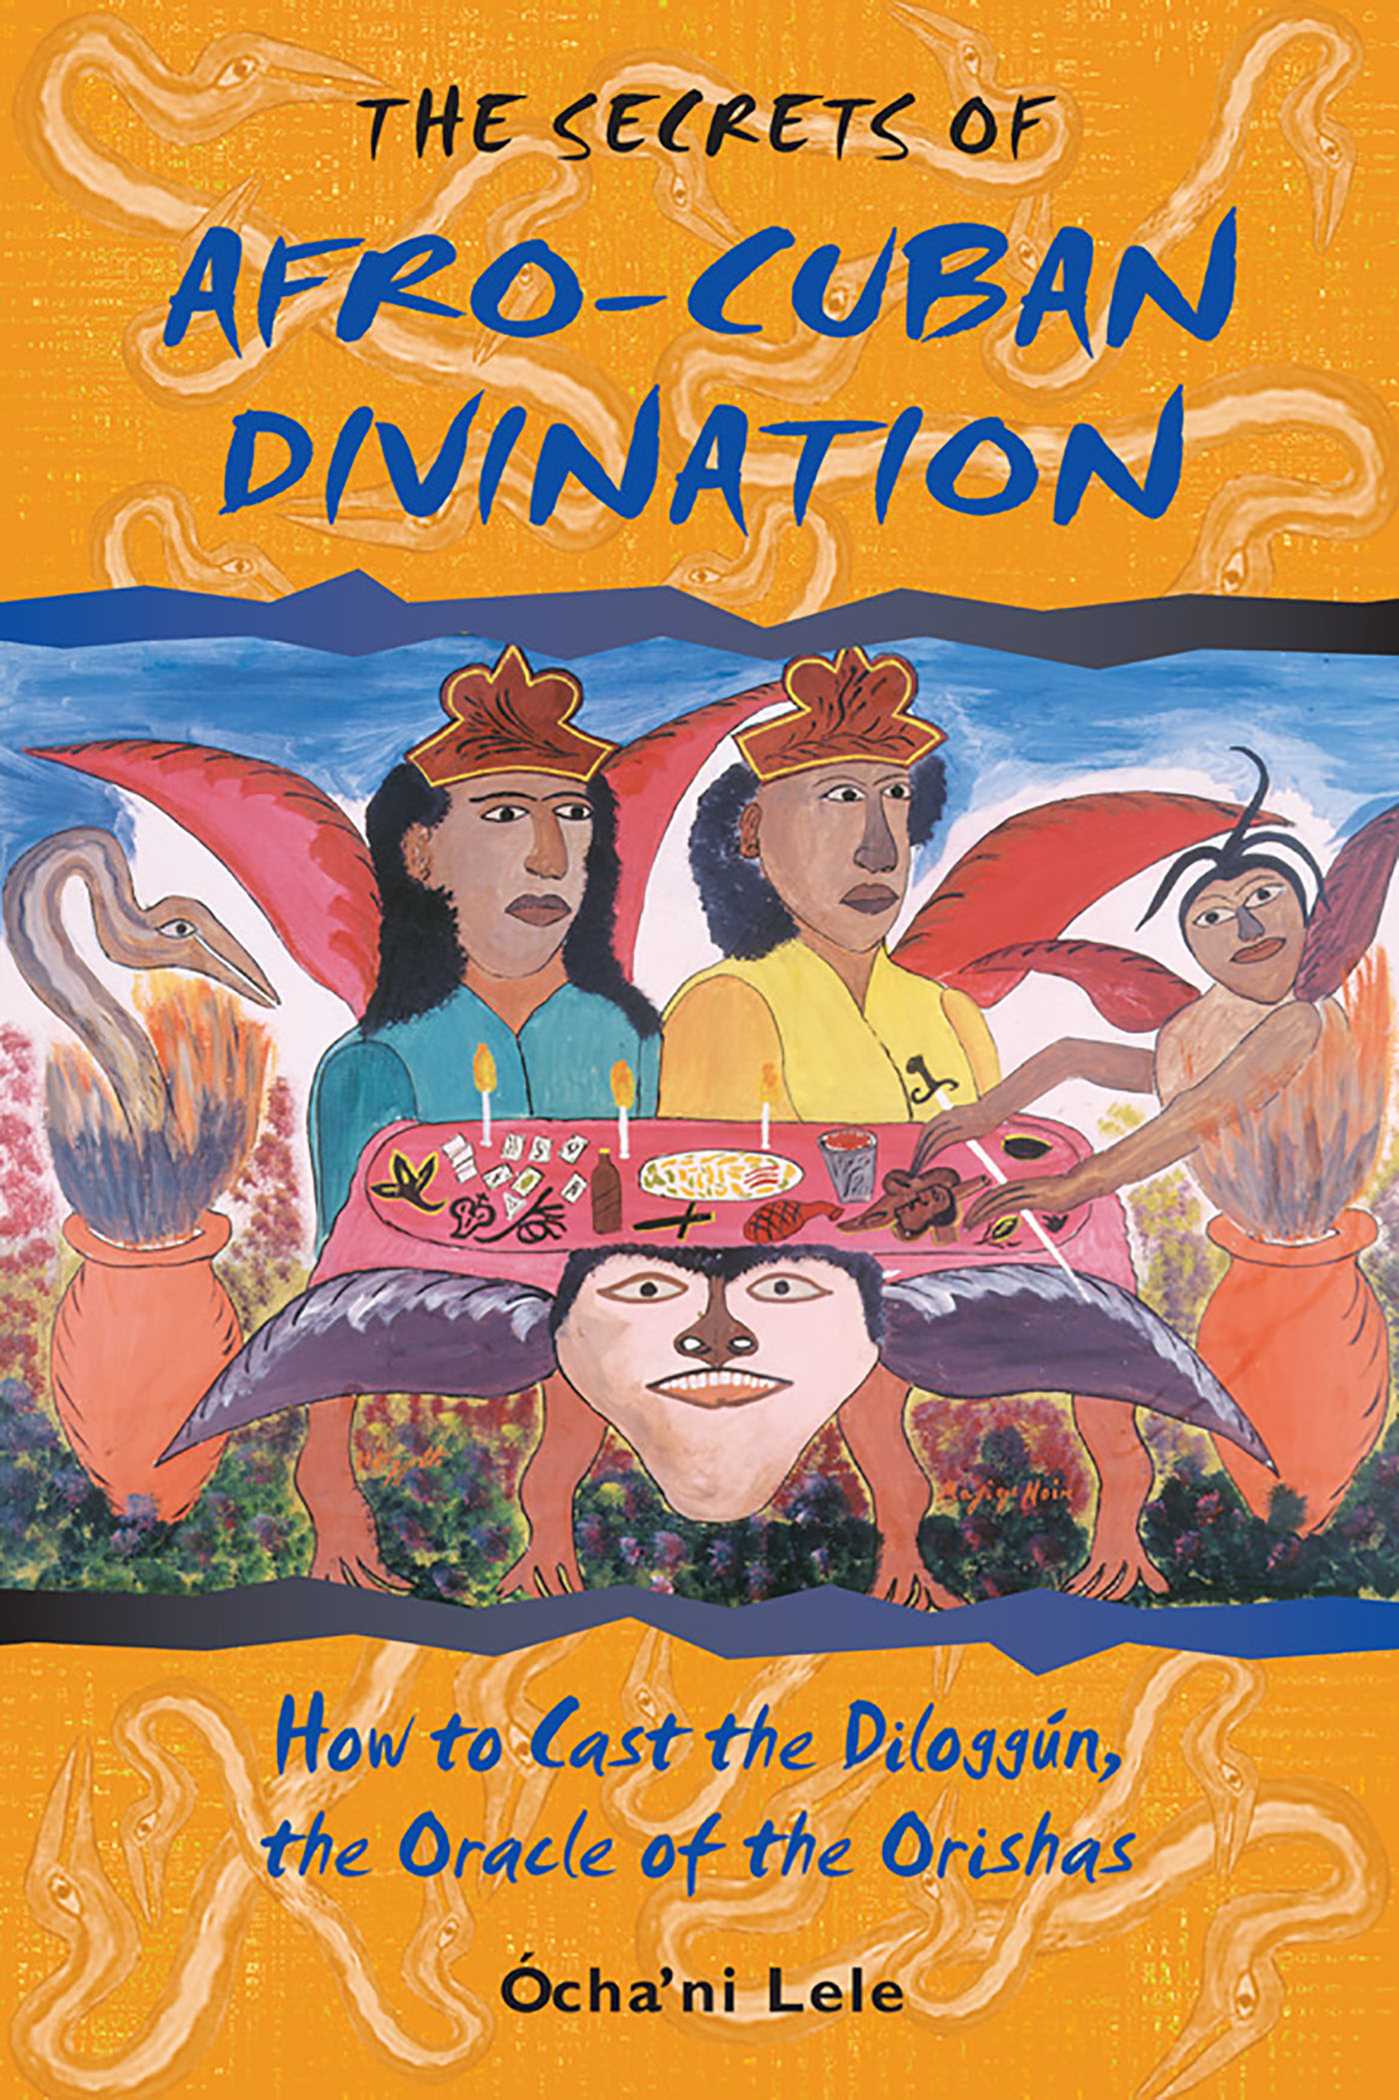 THE SECRETS OF
AFRO-CUBAN
DIVINATION
How to Cast the Diloggún,
the Oracle of the Orishas
Ócha'ni Lele